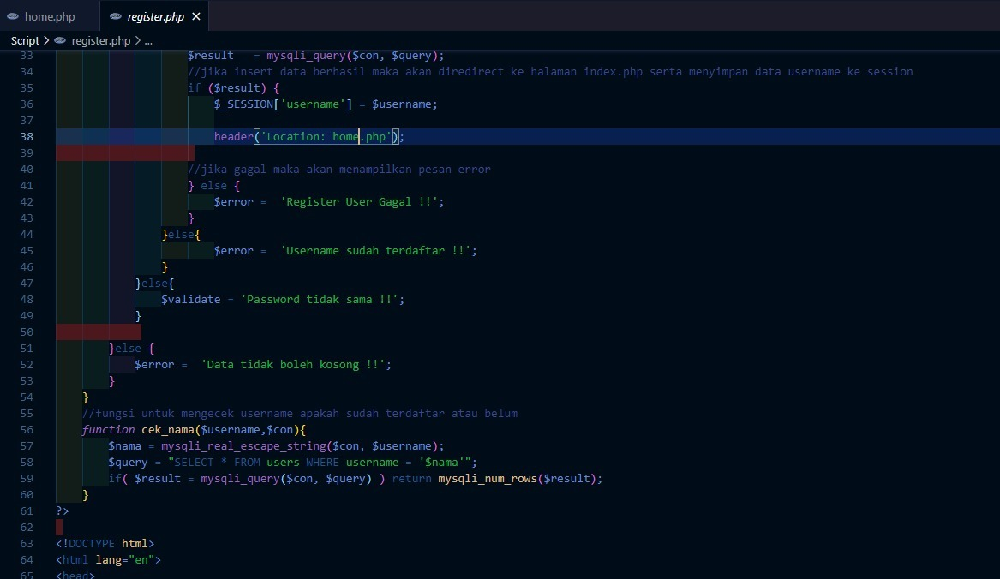 home.php register.php ×
Script > register.php > ...
33 $result = mysqli_query($con, $query);
34 //jika insert data berhasil maka akan diredirect ke halaman index.php serta menyimpan data username ke session
35 if ($result) {
36 $_SESSION['username'] = $username;
37
38 header('Location: home.php');
39
40 //jika gagal maka akan menampilkan pesan error
41 } else {
42 $error = 'Register User Gagal !!';
43 }
44 }else{
45 $error = 'Username sudah terdaftar !!';
46 }
47 }else{
48 $validate = 'Password tidak sama !!';
49 }
50
51 }else {
52 $error = 'Data tidak boleh kosong !!';
53 }
54 }
55 //fungsi untuk mengecek username apakah sudah terdaftar atau belum
56 function cek_nama($username,$con){
57 $nama = mysqli_real_escape_string($con, $username);
58 $query = "SELECT * FROM users WHERE username = '$nama'";
59 if( $result = mysqli_query($con, $query) ) return mysqli_num_rows($result);
60 }
61 ?>
62
63 <!DOCTYPE html>
64 <html lang="en">
65 <head>